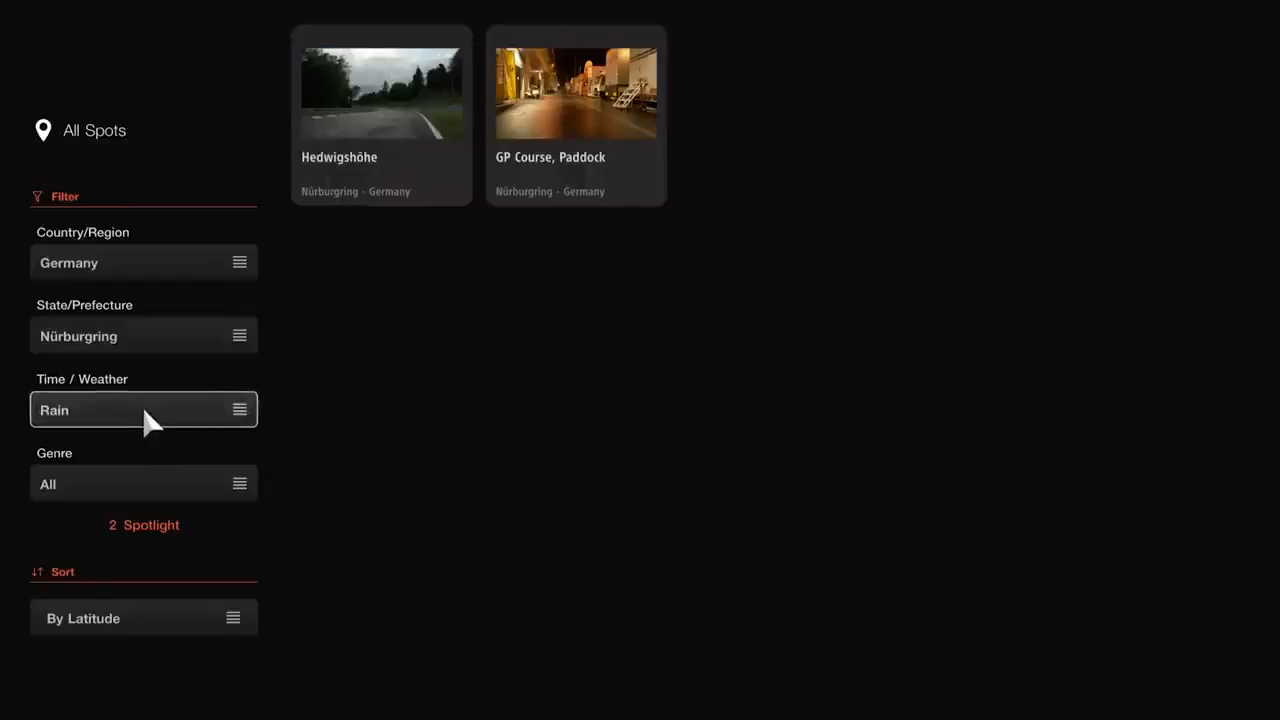 All Spots
Filter
Country/Region
Germany
State/Prefecture
Nürburgring
Time / Weather
Rain
Genre
All
2 Spotlight
Sort
By Latitude
Hedwigshöhe
Nürburgring - Germany
GP Course, Paddock
Nürburgring - Germany